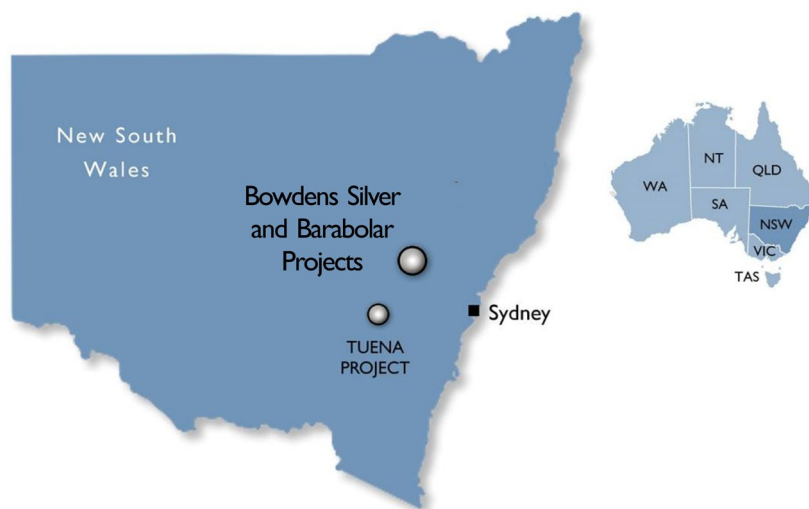 New South
Wales
Bowdens Silver
and Barabolar
Projects
Sydney
TUENA
PROJECT
WA
NT
QLD
SA
NSW
VIC
TAS